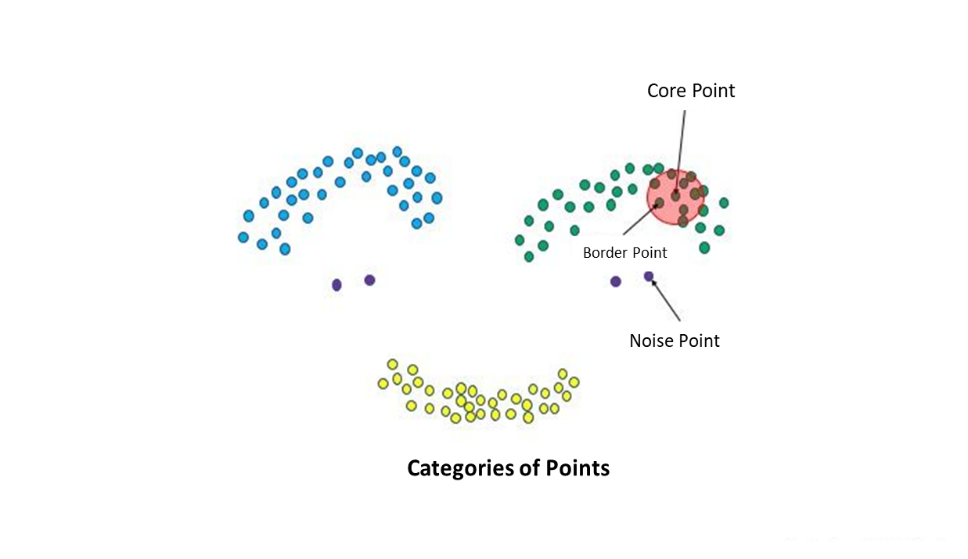 Core Point
Border Point
Noise Point
Categories of Points